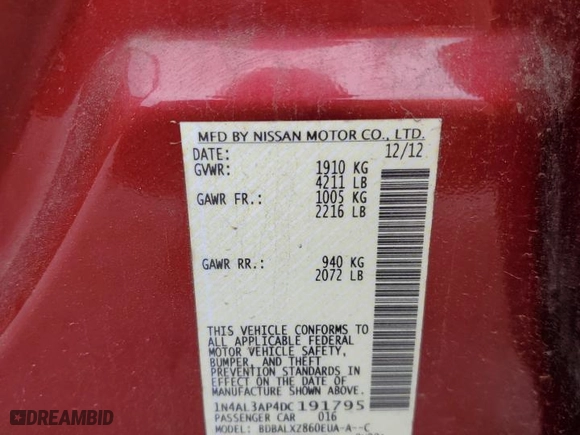 MFD BY NISSAN MOTOR CO., LTD.
DATE: 12/12
GVWR: 1910 KG
4211 LB
GAWR FR.: 1005 KG
2216 LB
GAWR RR.: 940 KG
2072 LB
THIS VEHICLE CONFORMS TO
ALL APPLICABLE FEDERAL
MOTOR VEHICLE SAFETY,
BUMPER, AND THEFT
PREVENTION STANDARDS
IN EFFECT ON THE DATE OF
MANUFACTURE SHOWN ABOVE.
1N4AL3AP4DC191795
PASSENGER CAR 016
MODEL: BDBALXZ860EUA-A--C
DREAMBID